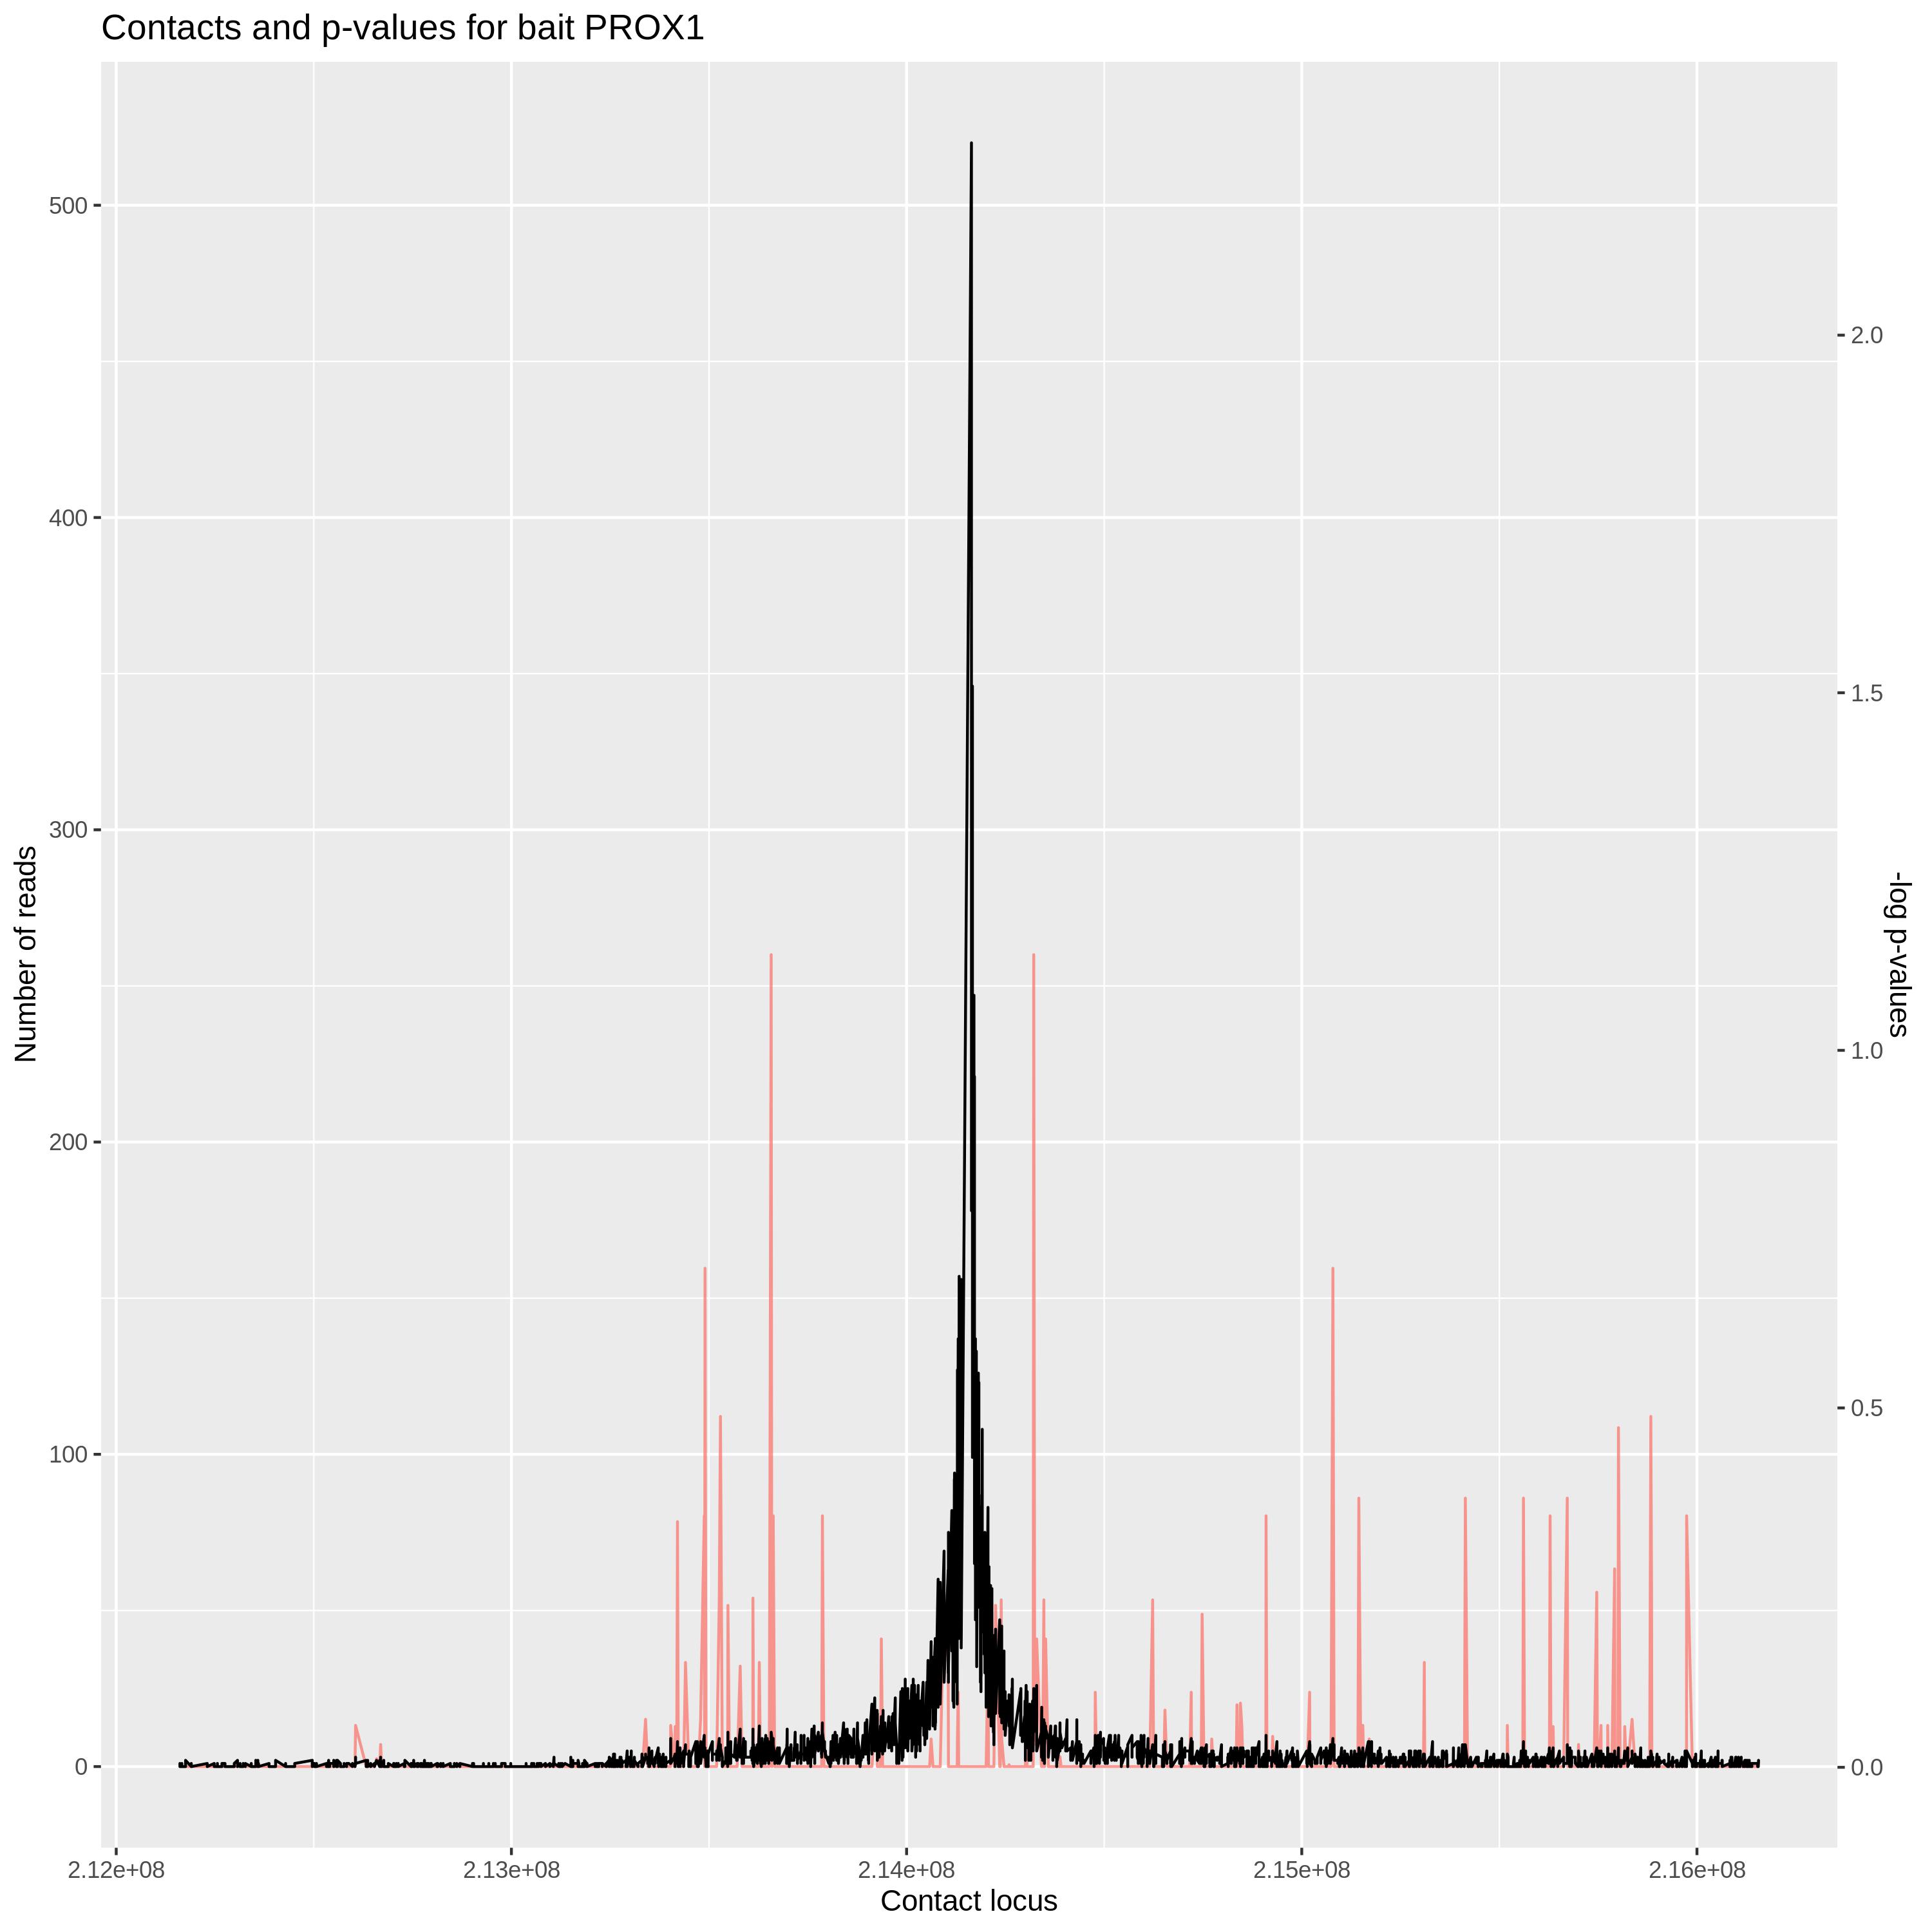 Contacts and p-values for bait PROX1
500
400
300
200
100
0
Number of reads
2.0
1.5
1.0
0.5
0.0
-log p-values
2.12e+08
2.13e+08
2.14e+08
2.15e+08
2.16e+08
Contact locus